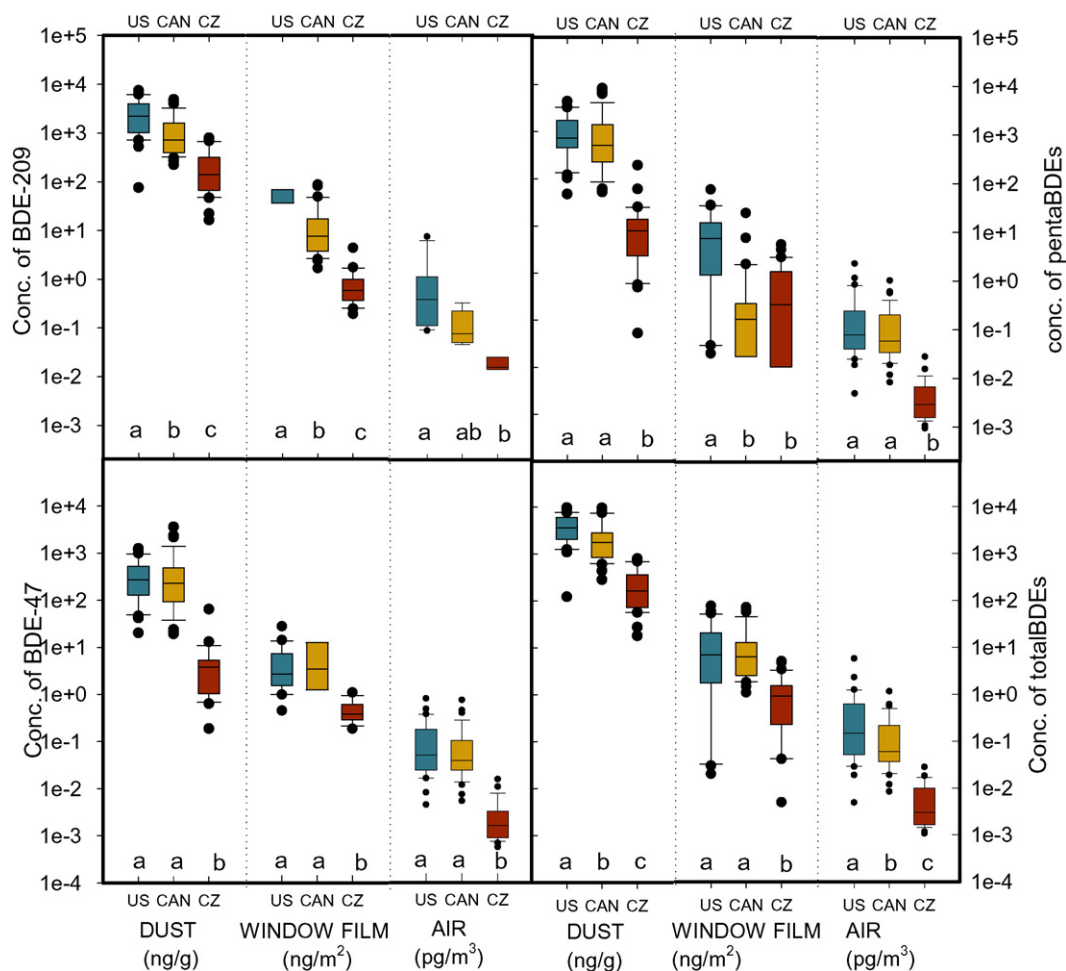 US CAN CZ US CAN CZ US CAN CZ US CAN CZ
1e+5 1e+5
1e+4 1e+4
1e+3 1e+3
1e+2 1e+2
1e+1 1e+1
1e+0 1e+0
1e-1 1e-1
1e-2 1e-2
1e-3 1e-3
Conc. of BDE-209
conc. of pentaBDEs
a b c a b c a ab b a a b a b b a a b
1e+4 1e+4
1e+3 1e+3
1e+2 1e+2
1e+1 1e+1
1e+0 1e+0
1e-1 1e-1
1e-2 1e-2
1e-3 1e-3
1e-4 1e-4
Conc. of BDE-47
Conc. of totalBDEs
a a b a a b a a b a b c a a b a b c
US CAN CZ US CAN CZ US CAN CZ US CAN CZ US CAN CZ US CAN CZ
DUST WINDOW FILM AIR DUST WINDOW FILM AIR
(ng/g) (ng/m²) (pg/m³) (ng/g) (ng/m²) (pg/m³)